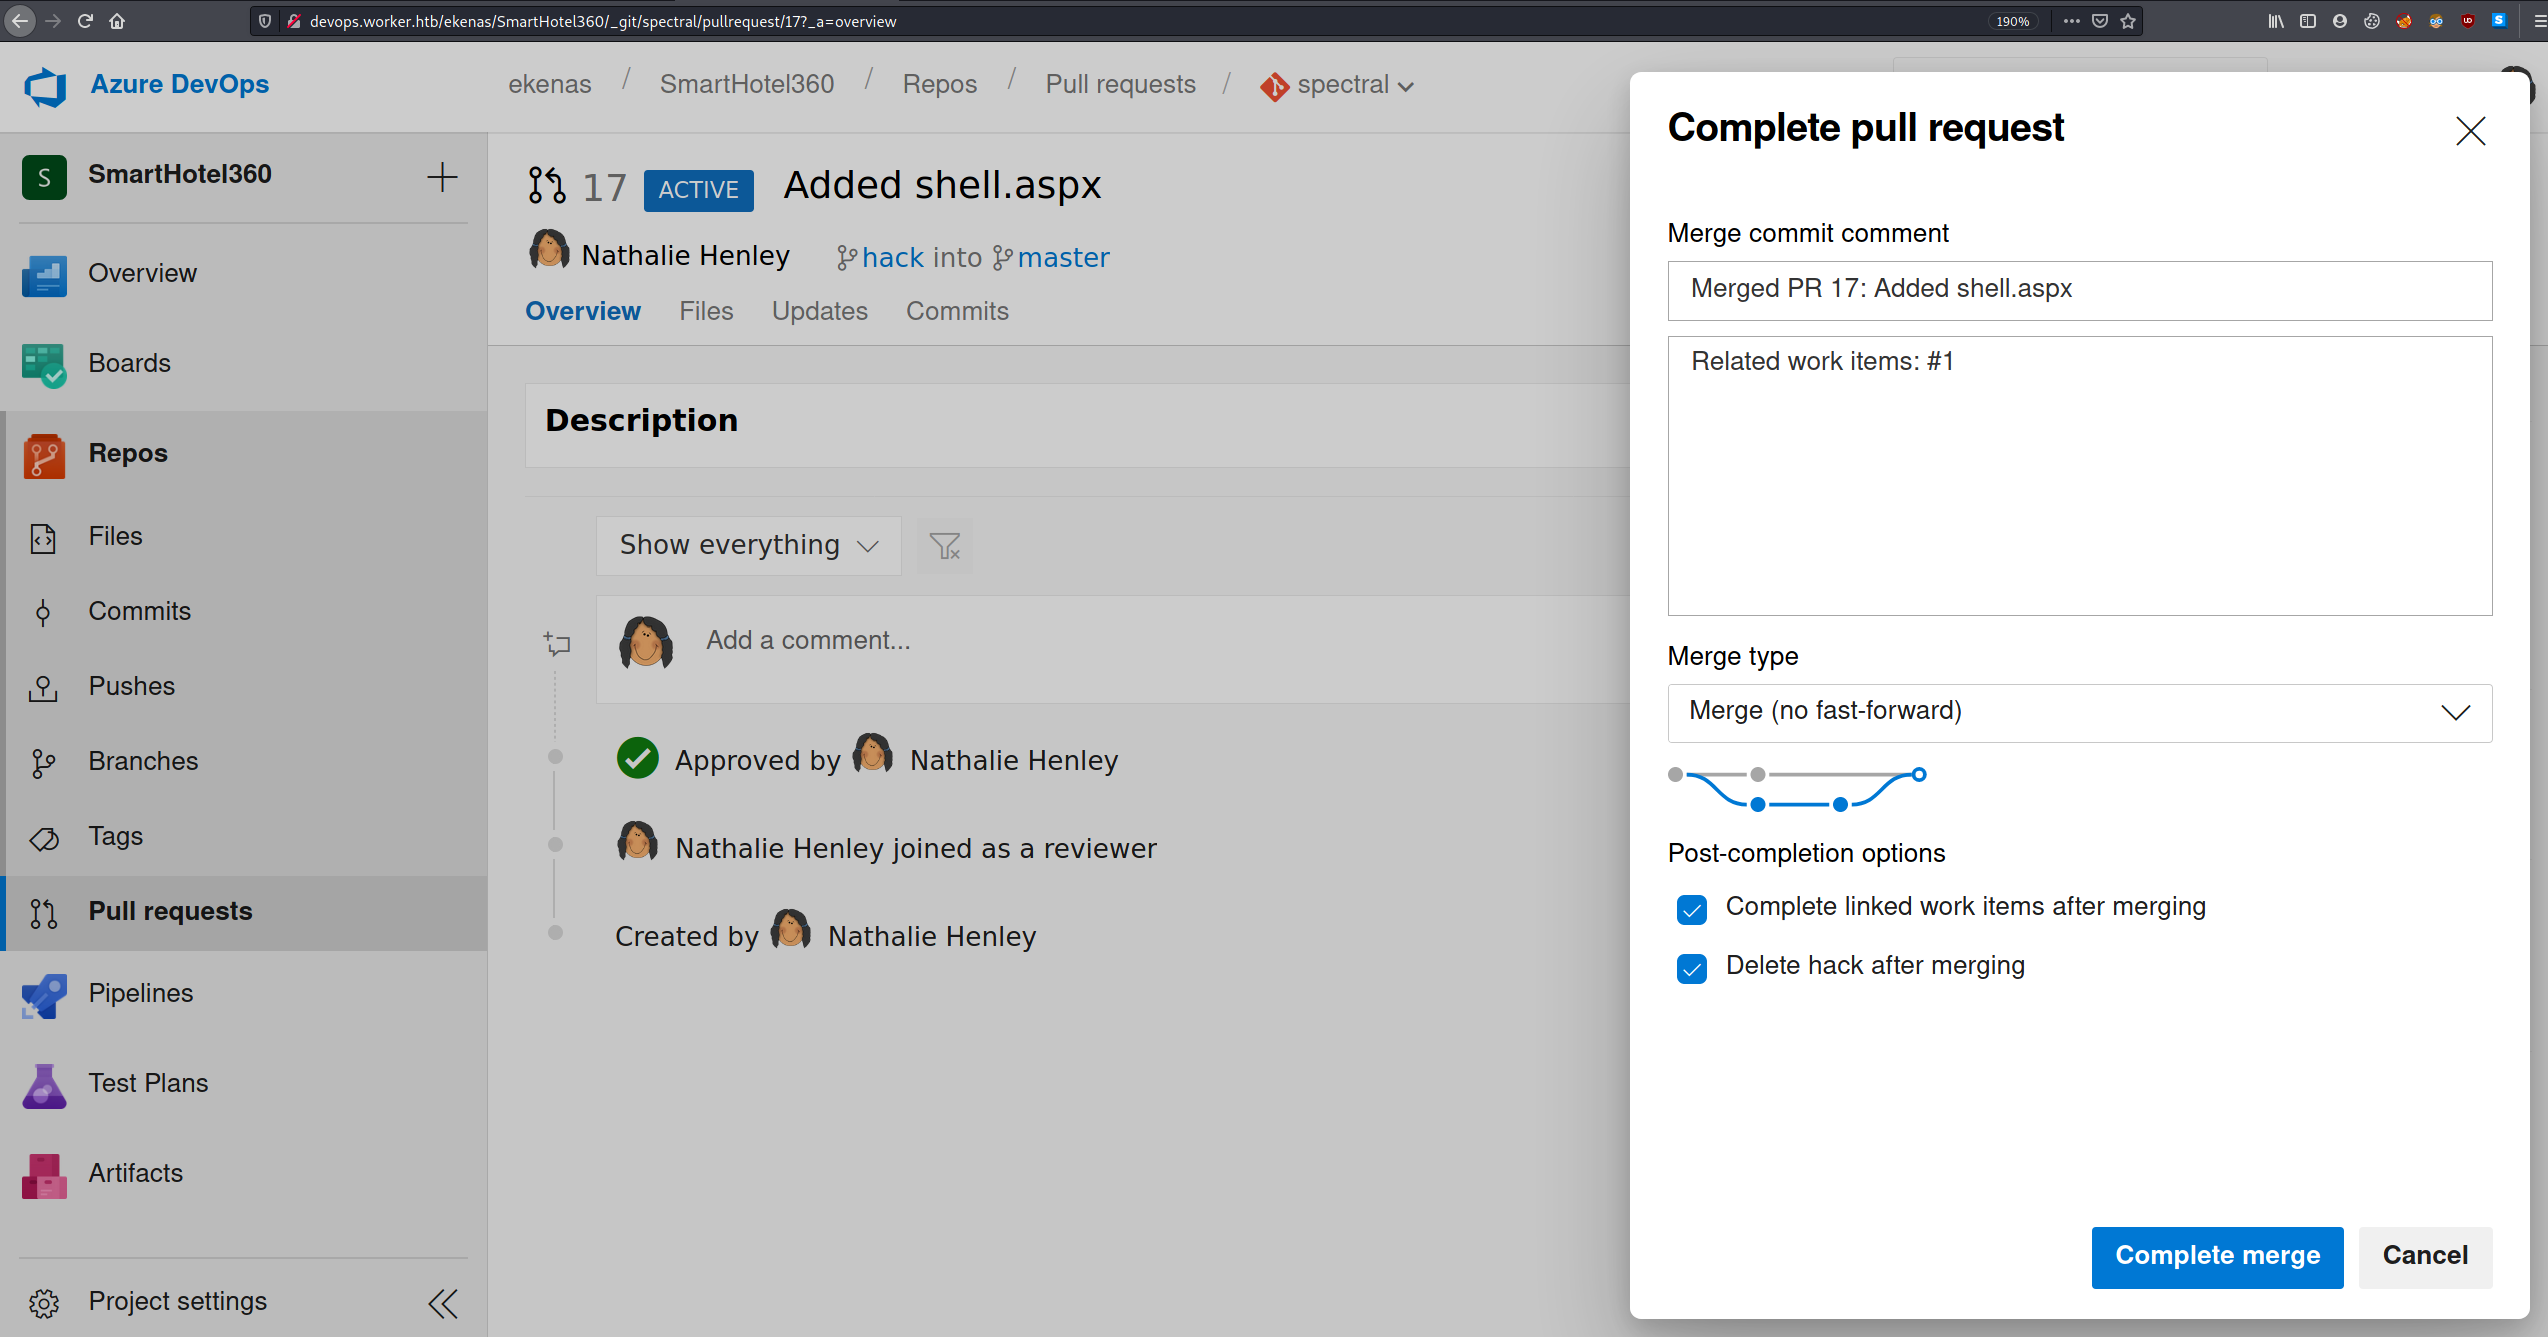 devops.worker.htb/ekenas/SmartHotel360/_git/spectral/pullrequest/17?_a=overview
190%
Azure DevOps
ekenas / SmartHotel360 / Repos / Pull requests / spectral
S SmartHotel360
Overview
Boards
Repos
Files
Commits
Pushes
Branches
Tags
Pull requests
Pipelines
Test Plans
Artifacts
Project settings
17 ACTIVE Added shell.aspx
Nathalie Henley hack into master
Overview Files Updates Commits
Description
Show everything
Add a comment...
Approved by Nathalie Henley
Nathalie Henley joined as a reviewer
Created by Nathalie Henley
Complete pull request
Merge commit comment
Merged PR 17: Added shell.aspx
Related work items: #1
Merge type
Merge (no fast-forward)
Post-completion options
Complete linked work items after merging
Delete hack after merging
Complete merge Cancel